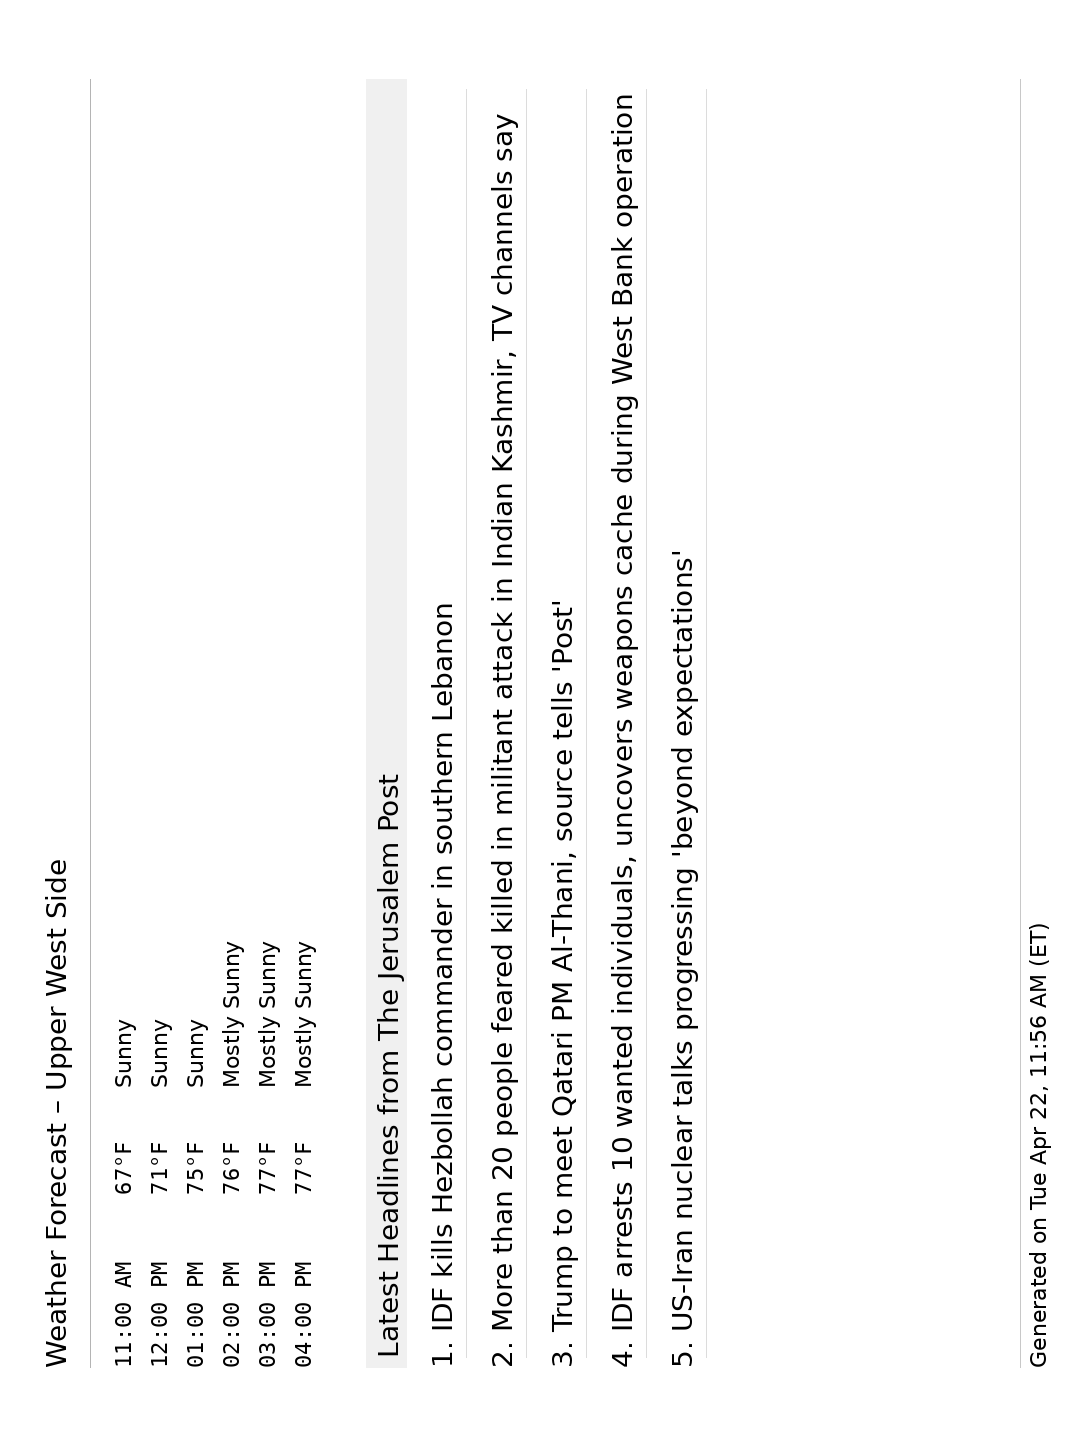 Weather Forecast – Upper West Side
11:00 AM 67°F Sunny
12:00 PM 71°F Sunny
01:00 PM 75°F Sunny
02:00 PM 76°F Mostly Sunny
03:00 PM 77°F Mostly Sunny
04:00 PM 77°F Mostly Sunny
Latest Headlines from The Jerusalem Post
1. IDF kills Hezbollah commander in southern Lebanon
2. More than 20 people feared killed in militant attack in Indian Kashmir, TV channels say
3. Trump to meet Qatari PM Al-Thani, source tells 'Post'
4. IDF arrests 10 wanted individuals, uncovers weapons cache during West Bank operation
5. US-Iran nuclear talks progressing 'beyond expectations'
Generated on Tue Apr 22, 11:56 AM (ET)